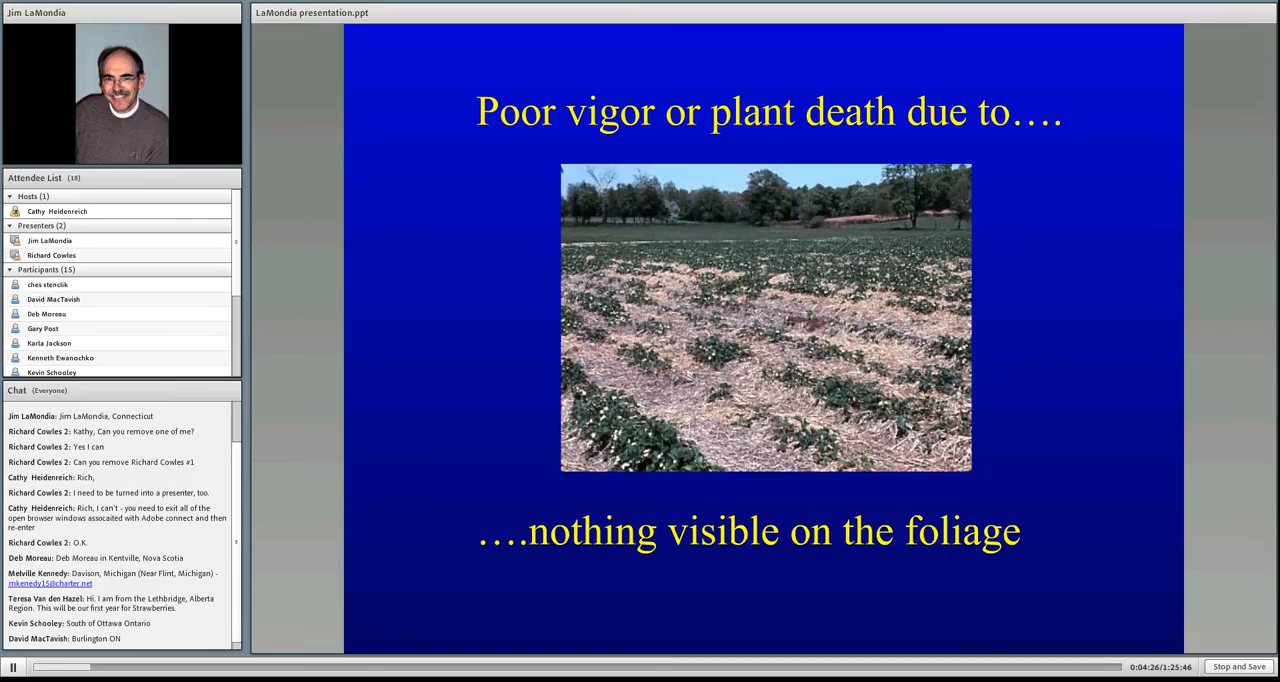 Jim LaMondia
LaMondia presentation.ppt
Attendee List (18)
Hosts (1)
Cathy Heidenreich
Presenters (2)
Jim LaMondia
Richard Cowles
Participants (15)
ches stenclik
David MacTavish
Deb Moreau
Gary Post
Karla Jackson
Kenneth Ewanochko
Kevin Schooley
Chat (Everyone)
Jim LaMondia: Jim LaMondia, Connecticut
Richard Cowles 2: Kathy, Can you remove one of me?
Richard Cowles 2: Yes I can
Richard Cowles 2: Can you remove Richard Cowles #1
Cathy Heidenreich: Rich,
Richard Cowles 2: I need to be turned into a presenter, too.
Cathy Heidenreich: Rich, I can't - you need to exit all of the
open browser windows assocaited with Adobe connect and then
re-enter
Richard Cowles 2: O.K.
Deb Moreau: Deb Moreau in Kentville, Nova Scotia
Melville Kennedy: Davison, Michigan (Near Flint, Michigan) -
mkenedy15@charter.net
Teresa Van den Hazel: Hi. I am from the Lethbridge, Alberta
Region. This will be our first year for Strawberries.
Kevin Schooley: South of Ottawa Ontario
David MacTavish: Burlington ON
Poor vigor or plant death due to….
….nothing visible on the foliage
0:04:26/1:25:46
Stop and Save